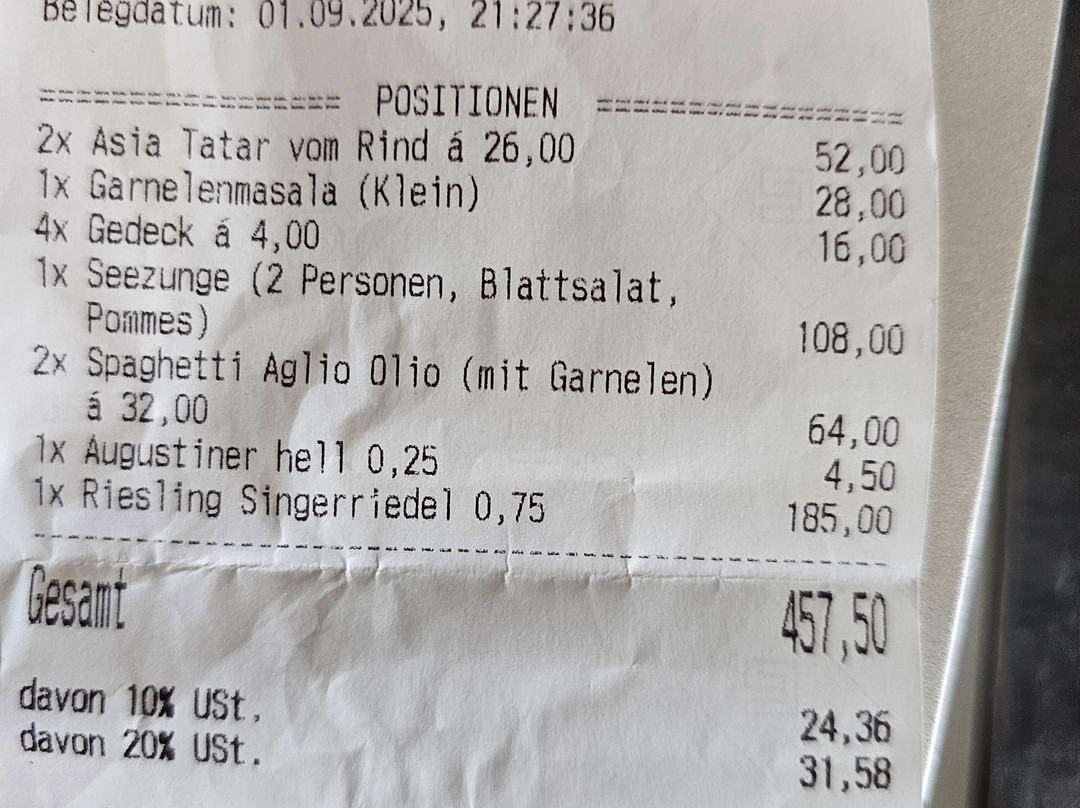 Belegdatum: 01.09.2025, 21:27:36
==================== POSITIONEN ====================
2x Asia Tatar vom Rind á 26,00 52,00
1x Garnelenmasala (Klein) 28,00
4x Gedeck á 4,00 16,00
1x Seezunge (2 Personen, Blattsalat,
Pommes) 108,00
2x Spaghetti Aglio Olio (mit Garnelen)
á 32,00 64,00
1x Augustiner hell 0,25 4,50
1x Riesling Singerriedel 0,75 185,00
Gesamt 457,50
davon 10% USt. 24,36
davon 20% USt. 31,58